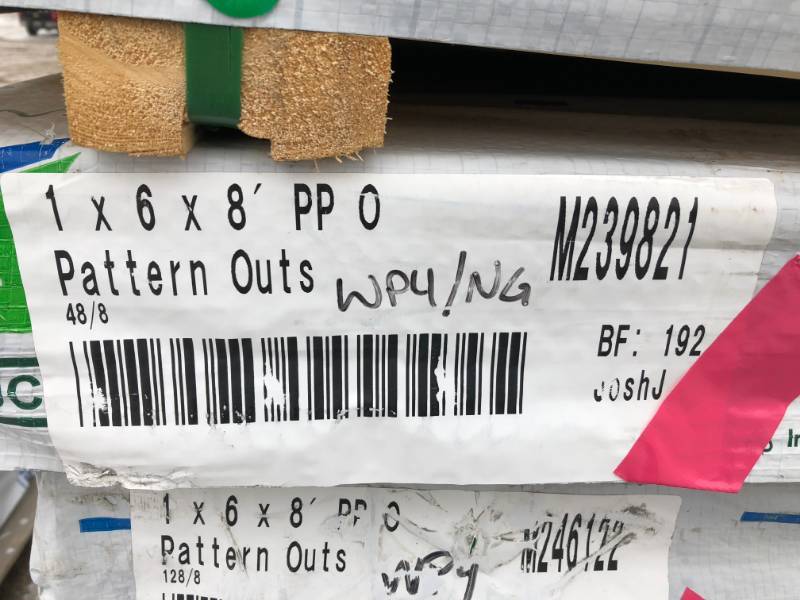 1 x 6 x 8' PP O
M239821
Pattern Outs WP4/NG
48/8
BF: 192
JoshJ
1 x 6 x 8' PP O
M246122
Pattern Outs WP4
128/8